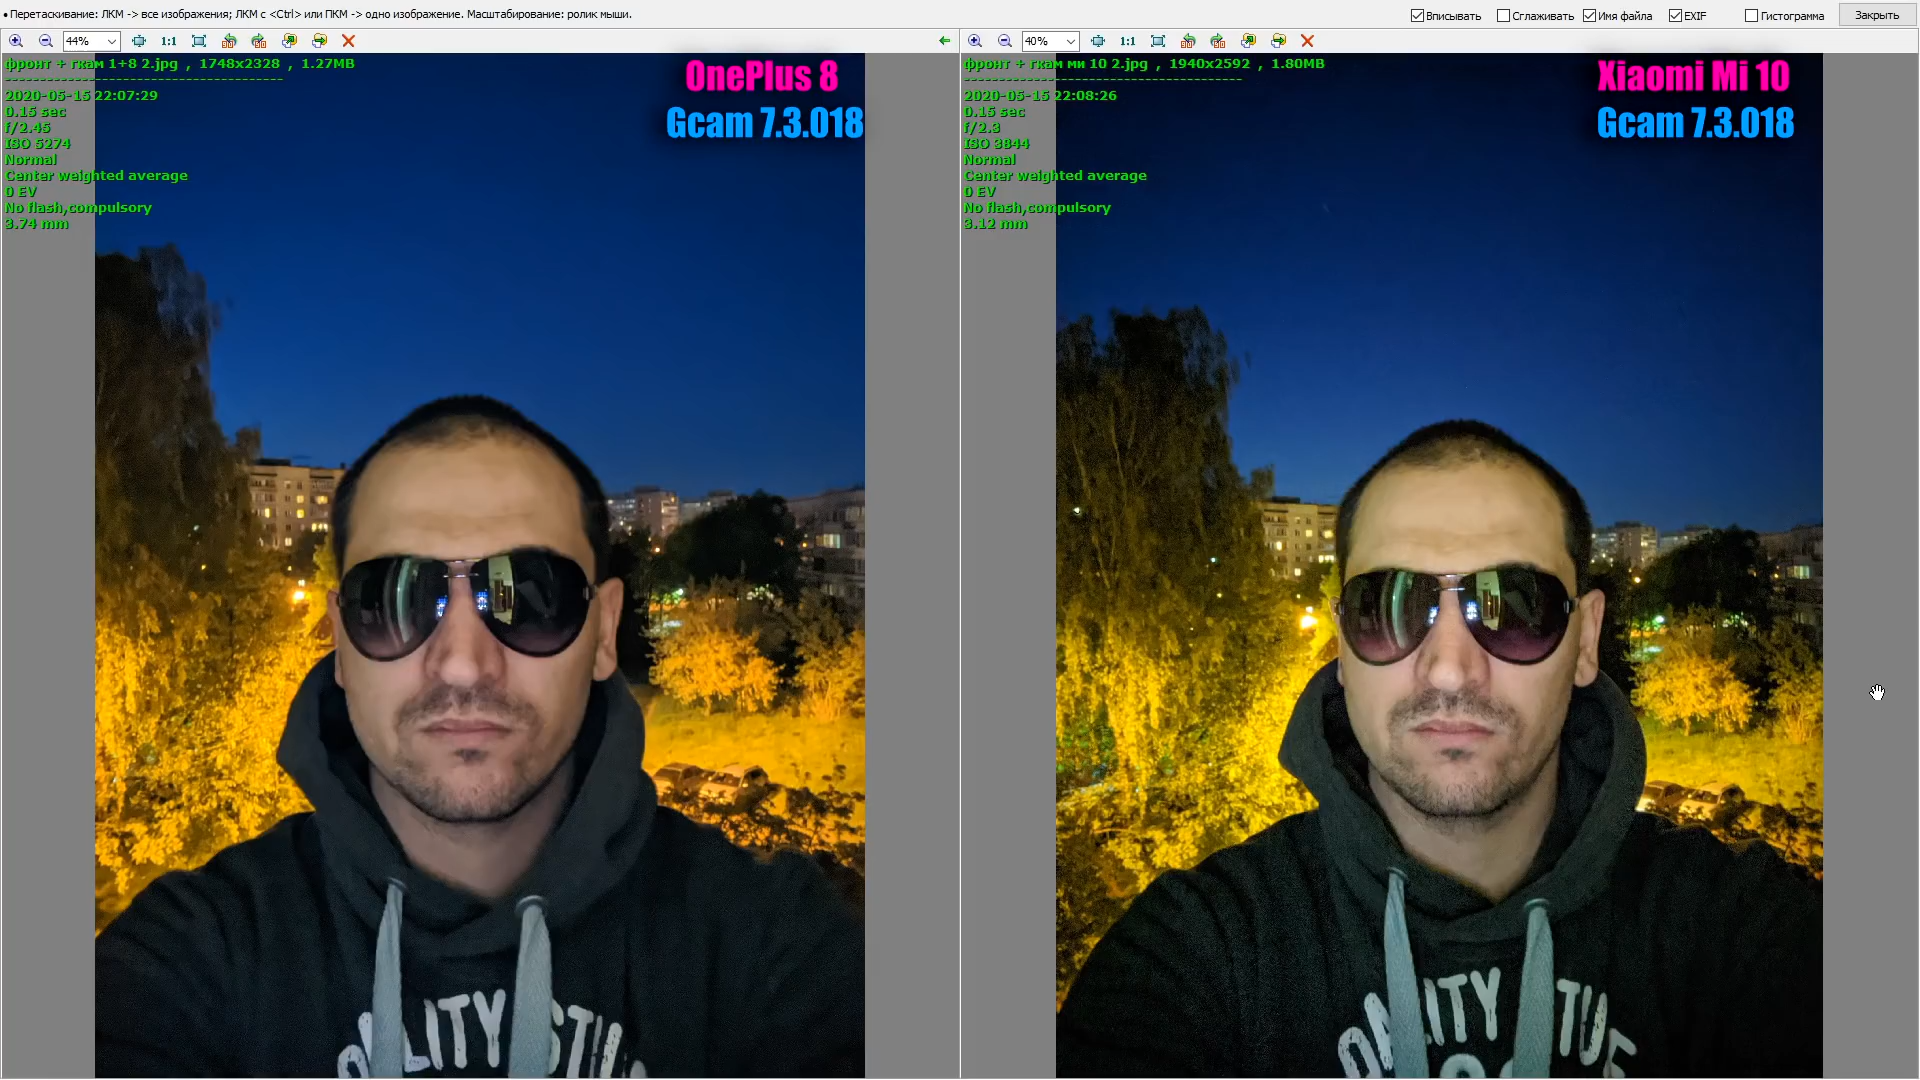 •Перетаскивание: ЛКМ -> все изображения; ЛКМ с <Ctrl> или ПКМ -> одно изображение. Масштабирование: ролик мыши.
Вписывать Сглаживать Имя файла EXIF Гистограмма Закрыть
44% 1:1
40% 1:1
фронт + гкам 1+8 2.jpg , 1748x2328 , 1.27MB
2020-05-15 22:07:29
0.15 sec
f/2.45
ISO 5274
Normal
Center weighted average
0 EV
No flash,compulsory
3.74 mm
OnePlus 8
Gcam 7.3.018
фронт + гкам ми 10 2.jpg , 1940x2592 , 1.80MB
2020-05-15 22:08:26
0.15 sec
f/2.3
ISO 3844
Normal
Center weighted average
0 EV
No flash,compulsory
3.12 mm
Xiaomi Mi 10
Gcam 7.3.018